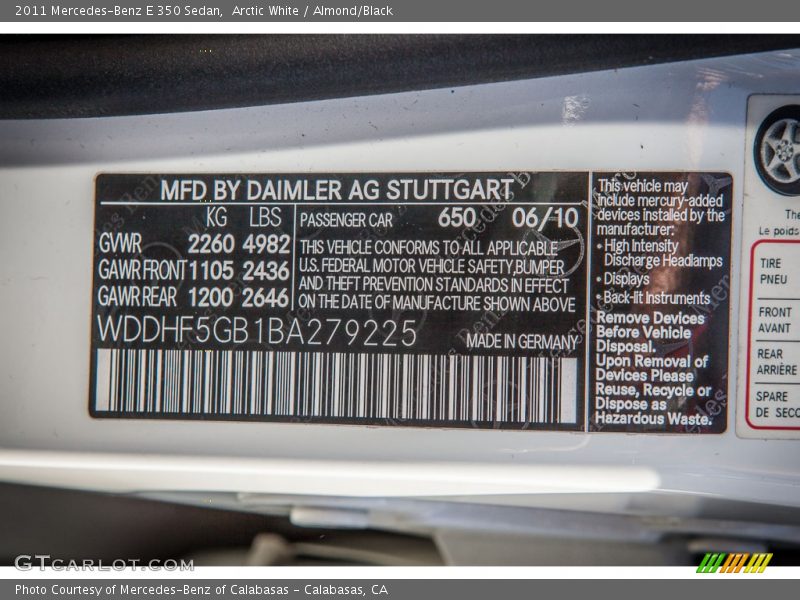 2011 Mercedes-Benz E 350 Sedan,  Arctic White / Almond/Black
MFD BY DAIMLER AG STUTTGART
KG LBS
GVWR 2260 4982
GAWR FRONT 1105 2436
GAWR REAR 1200 2646
PASSENGER CAR 650 06/10
THIS VEHICLE CONFORMS TO ALL APPLICABLE
U.S. FEDERAL MOTOR VEHICLE SAFETY,BUMPER
AND THEFT PREVENTION STANDARDS IN EFFECT
ON THE DATE OF MANUFACTURE SHOWN ABOVE
WDDHF5GB1BA279225
MADE IN GERMANY
This vehicle may
include mercury-added
devices installed by the
manufacturer:
• High Intensity
Discharge Headlamps
• Displays
• Back-lit Instruments
Remove Devices
Before Vehicle
Disposal.
Upon Removal of
Devices Please
Reuse, Recycle or
Dispose as
Hazardous Waste.
The
Le poids
TIRE
PNEU
FRONT
AVANT
REAR
ARRIÈRE
SPARE
DE SECO
GTcarlot.com
Photo Courtesy of Mercedes-Benz of Calabasas - Calabasas, CA